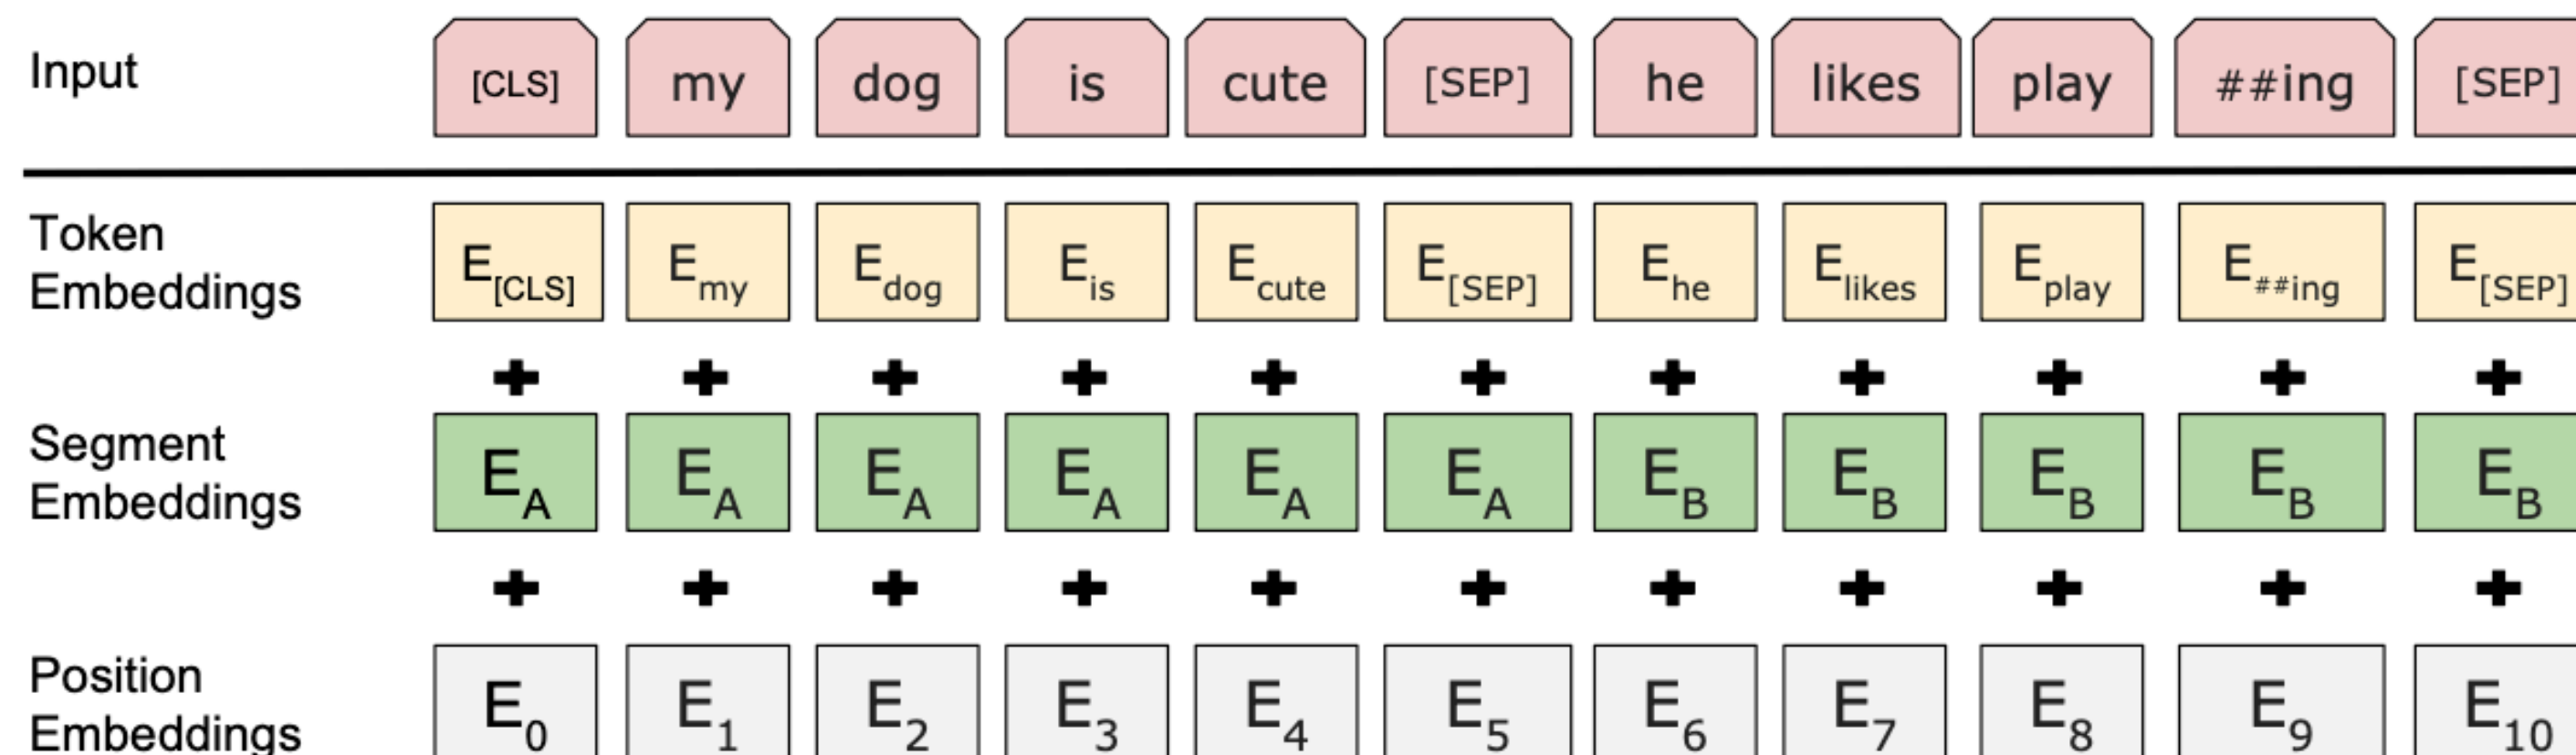 Input [CLS] my dog is cute [SEP] he likes play ##ing [SEP]
Token
Embeddings E[CLS] Emy Edog Eis Ecute E[SEP] Ehe Elikes Eplay E##ing E[SEP]
+ + + + + + + + + + +
Segment
Embeddings EA EA EA EA EA EA EB EB EB EB EB
+ + + + + + + + + + +
Position
Embeddings E0 E1 E2 E3 E4 E5 E6 E7 E8 E9 E10